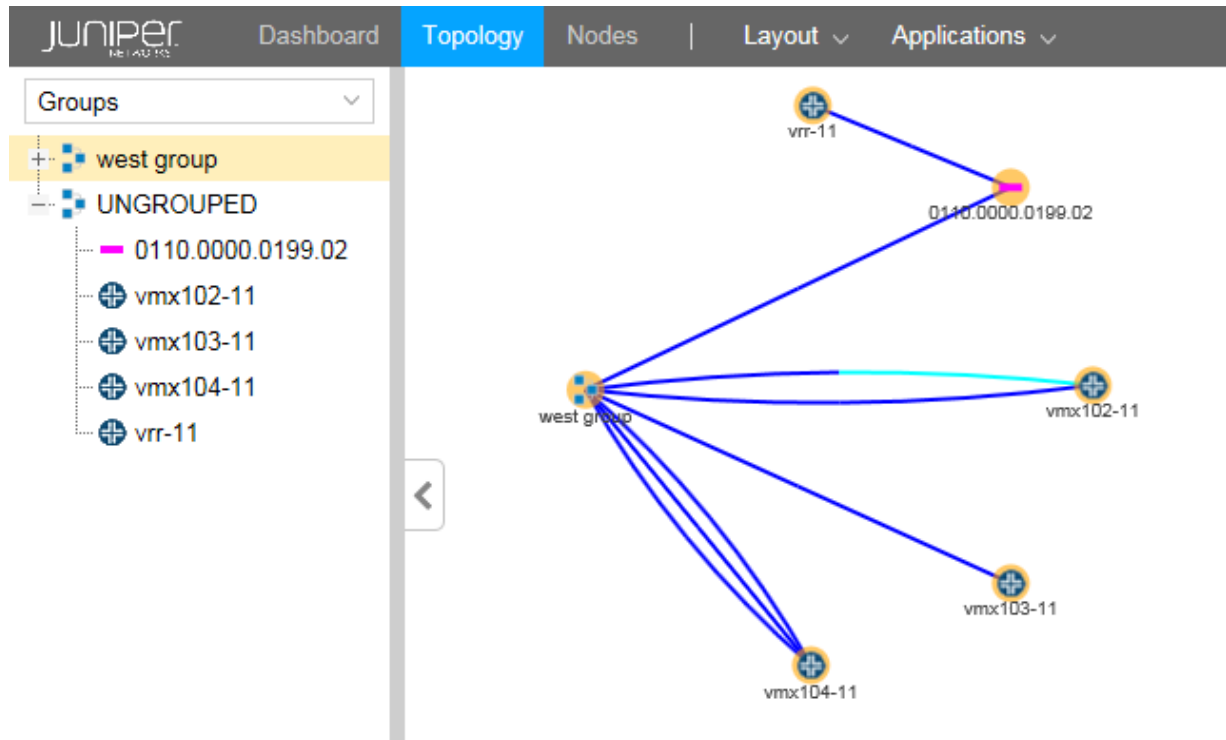 JUNIPEr
NETWORKS
Dashboard
Topology
Nodes
|
Layout
Applications
Groups
west group
UNGROUPED
0110.0000.0199.02
vmx102-11
vmx103-11
vmx104-11
vrr-11
vrr-11
0110.0000.0199.02
west group
vmx102-11
vmx103-11
vmx104-11